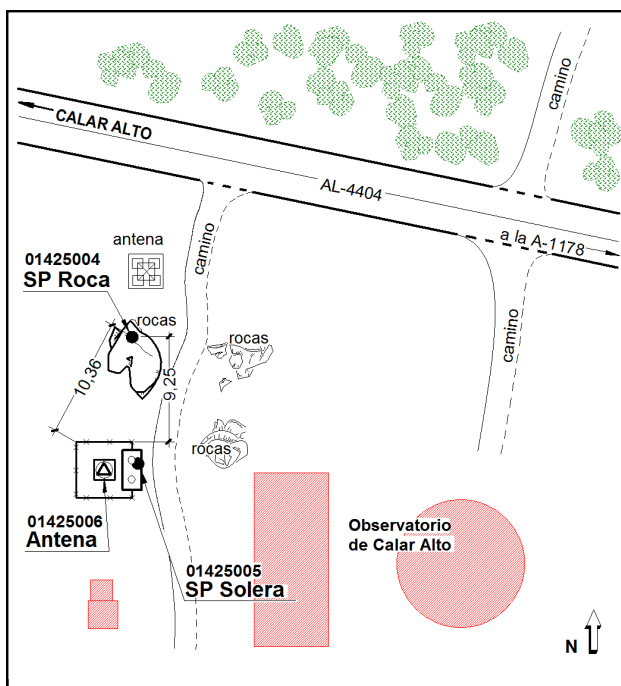 camino
CALAR ALTO
AL-4404
a la A-1178
antena
camino
01425004
SP Roca
rocas
camino
rocas
10,36
9,25
rocas
01425006
Antena
Observatorio
de Calar Alto
01425005
SP Solera
N